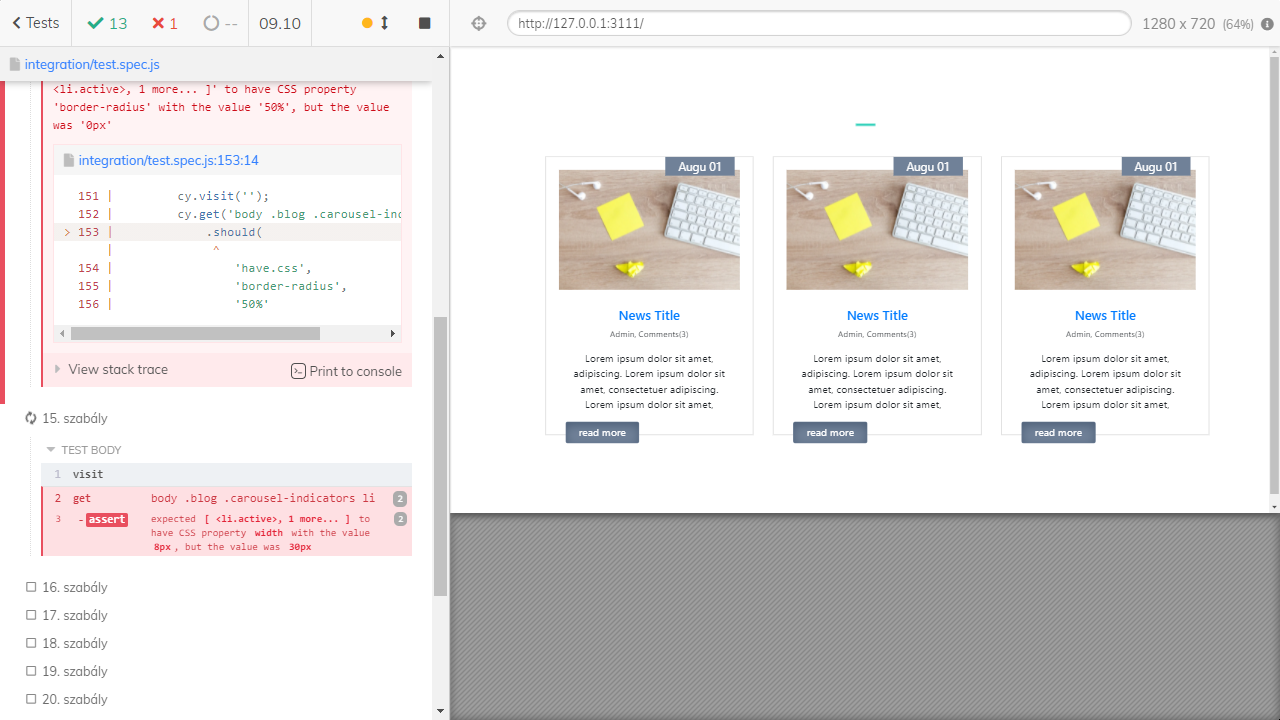 Tests
13
1
--
09.10
http://127.0.0.1:3111/
1280 x 720 (64%)
integration/test.spec.js
<li.active>, 1 more... ]' to have CSS property
'border-radius' with the value '50%', but the value
was '0px'
integration/test.spec.js:153:14
151 | cy.visit('');
152 | cy.get('body .blog .carousel-ind
> 153 | .should(
| ^
154 | 'have.css',
155 | 'border-radius',
156 | '50%'
View stack trace
Print to console
15. szabály
TEST BODY
1 visit
2 get body .blog .carousel-indicators li 2
3 -assert expected [ <li.active>, 1 more... ] to 2
have CSS property width with the value
8px, but the value was 30px
16. szabály
17. szabály
18. szabály
19. szabály
20. szabály
Augu 01
News Title
Admin, Comments(3)
Lorem ipsum dolor sit amet,
consectetuer adipiscing. Lorem ipsum dolor sit
amet, consectetuer adipiscing.
Lorem ipsum dolor sit amet,
read more
Augu 01
News Title
Admin, Comments(3)
Lorem ipsum dolor sit amet,
consectetuer adipiscing. Lorem ipsum dolor sit
amet, consectetuer adipiscing.
Lorem ipsum dolor sit amet,
read more
Augu 01
News Title
Admin, Comments(3)
Lorem ipsum dolor sit amet,
consectetuer adipiscing. Lorem ipsum dolor sit
amet, consectetuer adipiscing.
Lorem ipsum dolor sit amet,
read more